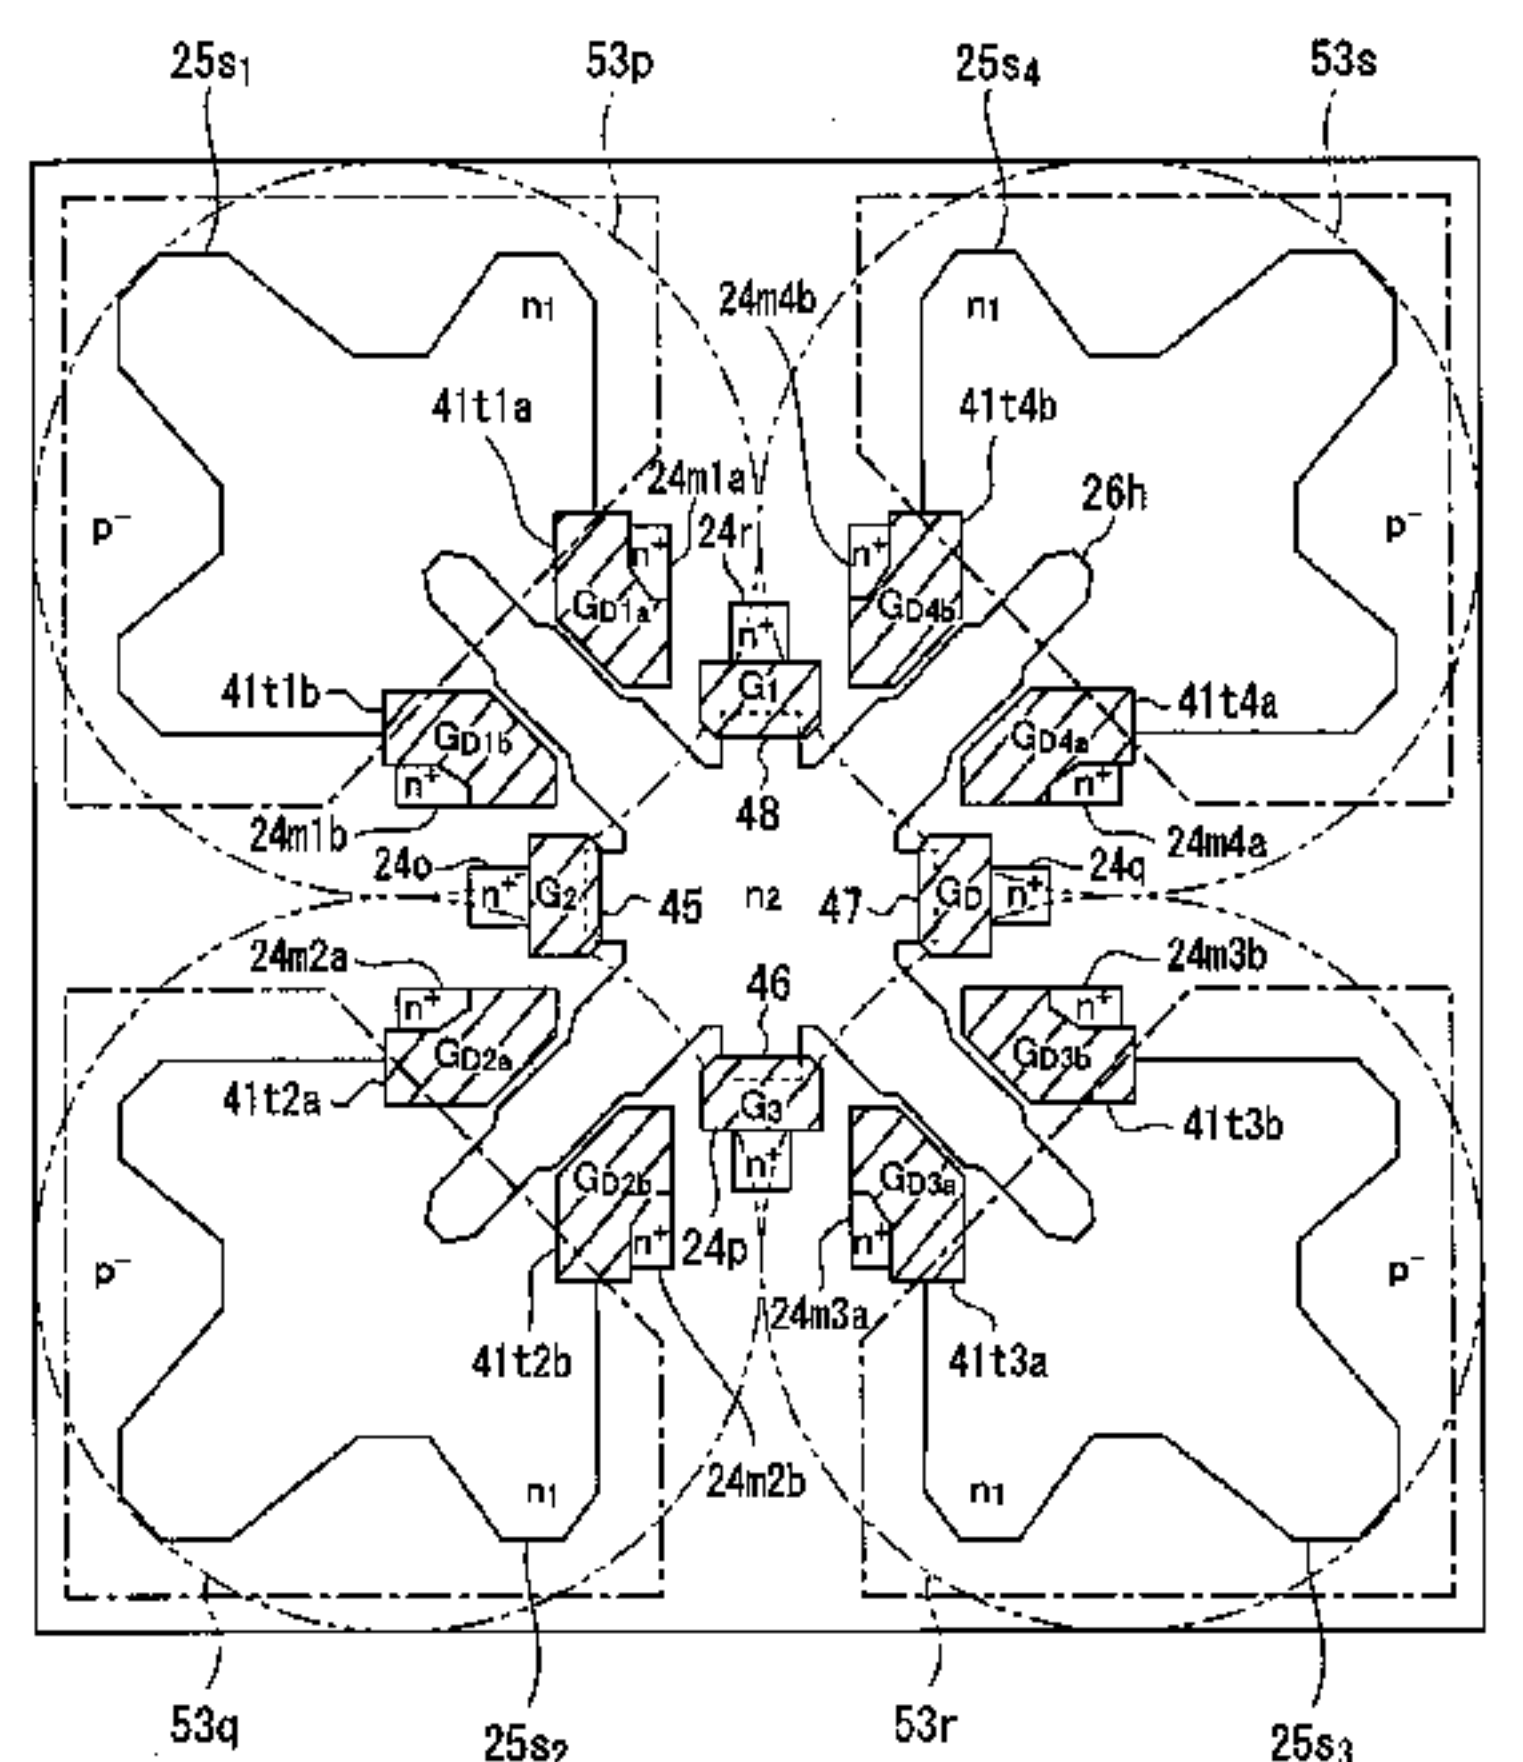 25s1 53p 25s4 53s
n1 24m4b n1
41t1a 41t4b
24m1a 26h
p− 24r p−
n+ n+
GD1a n+ GD4b
41t1b G1 41t4a
GD1b GD4a
n+ 48 n+
24m1b 24m4a
24o 24q
n+ G2 45 n2 47 GD n+
24m2a 46 24m3b
n+ n+
GD2a GD3b
41t2a G3 41t3b
n+
GD2b GD3a
n+ 24p n+
p− p−
24m3a
41t2b 41t3a
24m2b
n1 n1
53q 53r
25s2 25s3